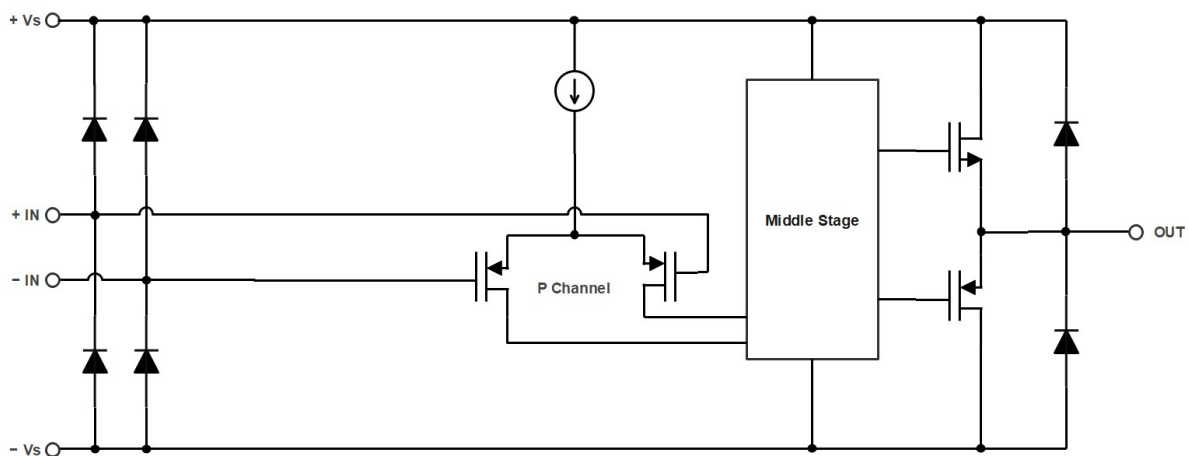 + Vs
+ IN
Middle Stage
OUT
− IN
P Channel
− Vs